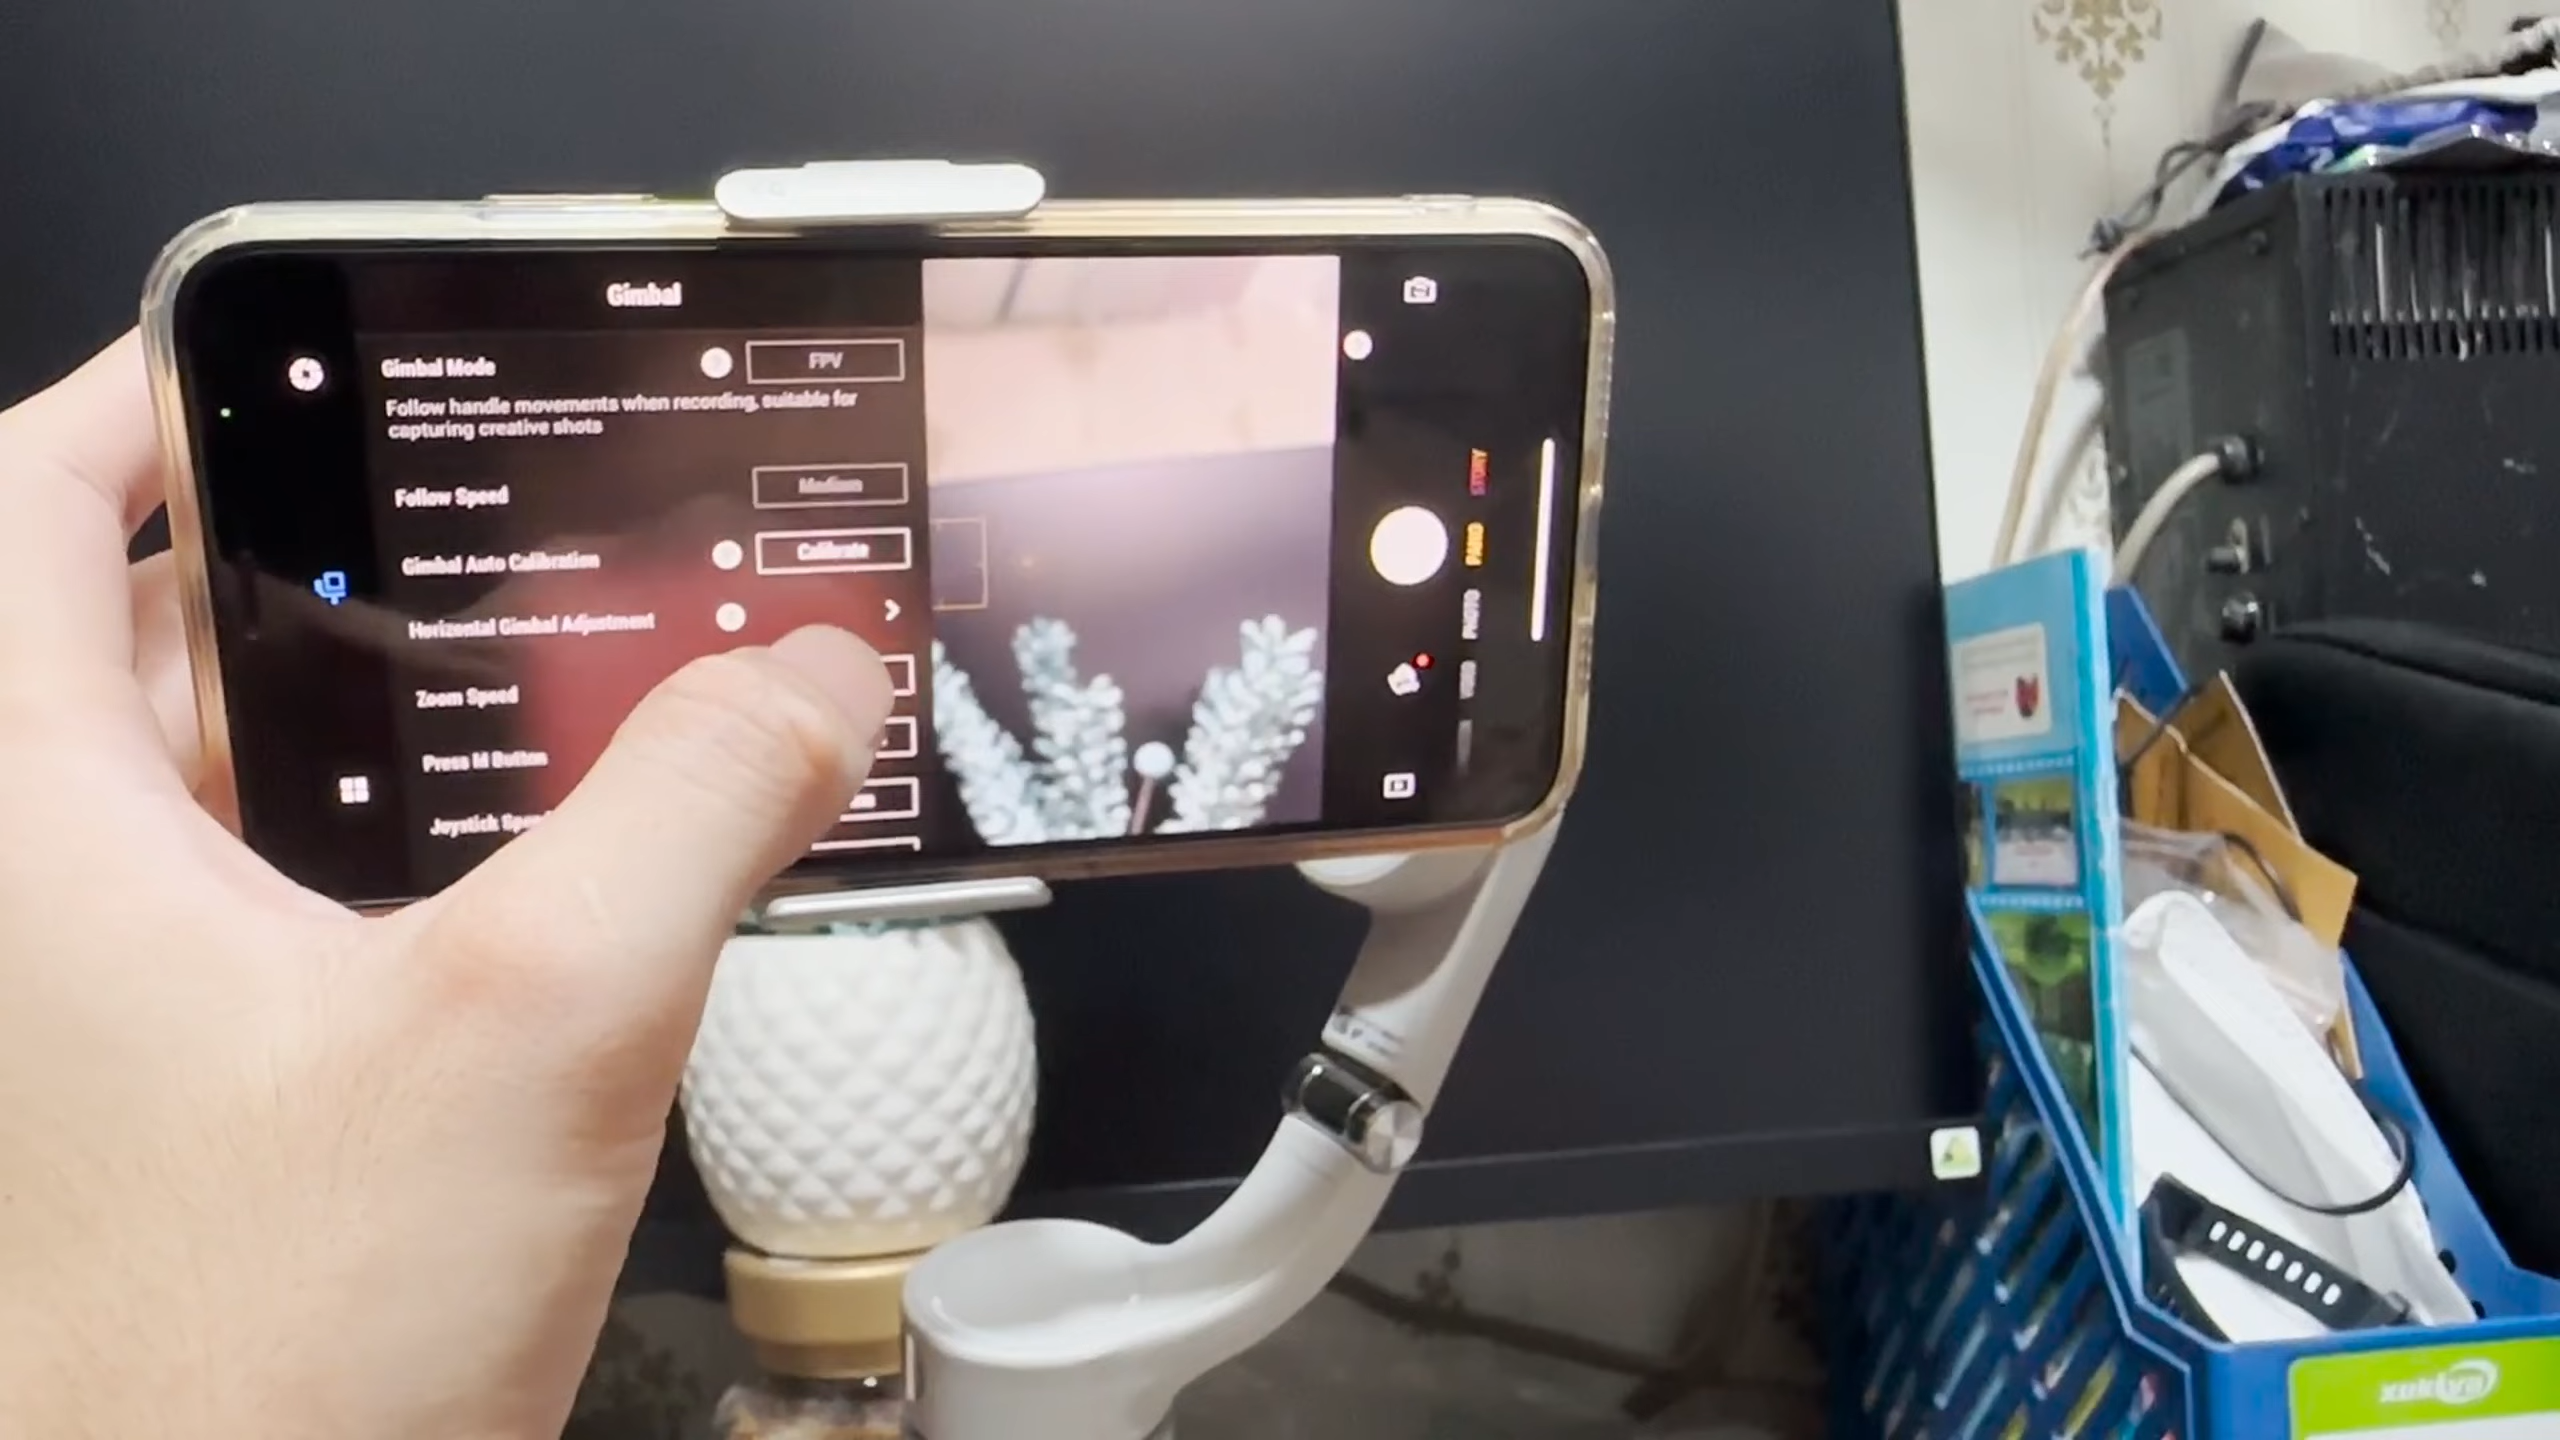 Gimbal
Gimbal Mode
FPV
Follow handle movements when recording, suitable for
capturing creative shots
Follow Speed
Medium
Gimbal Auto Calibration
Calibrate
Horizontal Gimbal Adjustment
Zoom Speed
Press M Button
Joystick
STORY
PANO
PHOTO
VIDEO